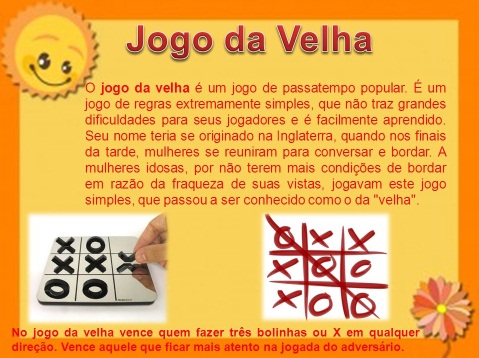 Jogo da Velha
O jogo da velha é um jogo de passatempo popular. É um
jogo de regras extremamente simples, que não traz grandes
dificuldades para seus jogadores e é facilmente aprendido.
Seu nome teria se originado na Inglaterra, quando nos finais
da tarde, mulheres se reuniram para conversar e bordar. A
mulheres idosas, por não terem mais condições de bordar
em razão da fraqueza de suas vistas, jogavam este jogo
simples, que passou a ser conhecido como o da "velha".
No jogo da velha vence quem fazer três bolinhas ou X em qualquer
direção. Vence aquele que ficar mais atento na jogada do adversário.